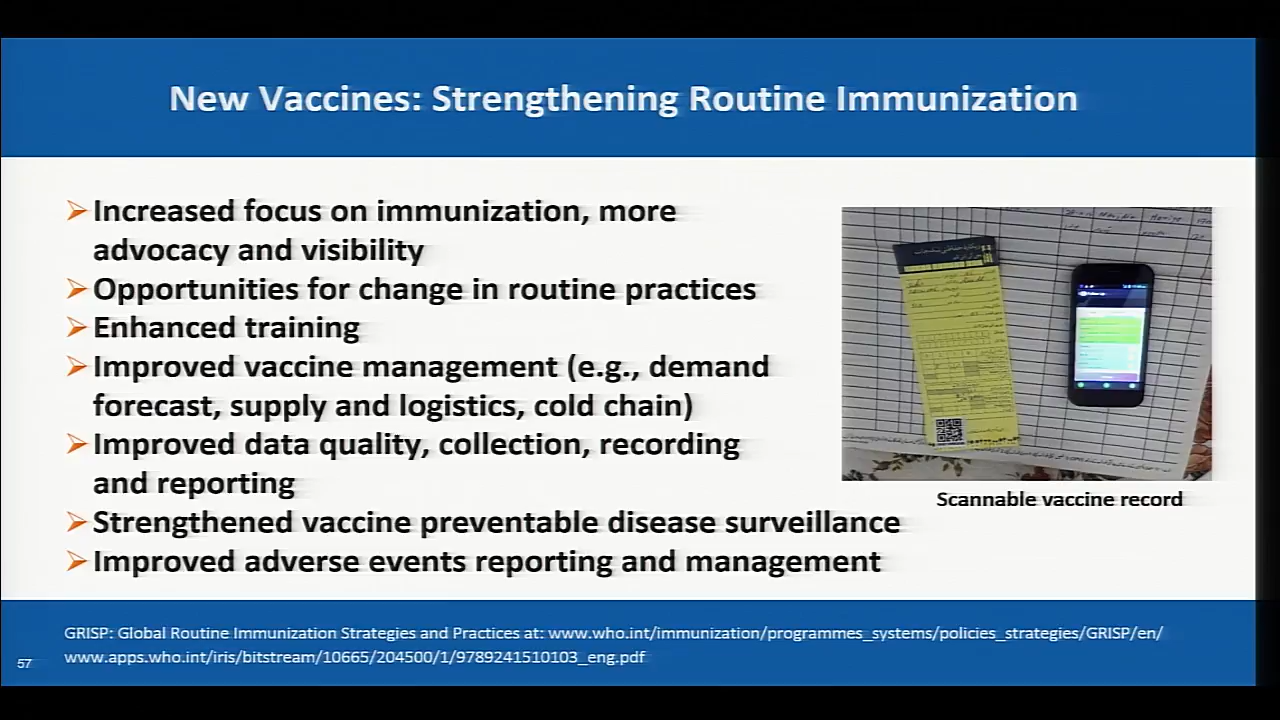 New Vaccines: Strengthening Routine Immunization
➢Increased focus on immunization, more
advocacy and visibility
➢Opportunities for change in routine practices
➢Enhanced training
➢Improved vaccine management (e.g., demand
forecast, supply and logistics, cold chain)
➢Improved data quality, collection, recording
and reporting
➢Strengthened vaccine preventable disease surveillance
➢Improved adverse events reporting and management
Scannable vaccine record
GRISP: Global Routine Immunization Strategies and Practices at: www.who.int/immunization/programmes_systems/policies_strategies/GRISP/en/
www.apps.who.int/iris/bitstream/10665/204500/1/9789241510103_eng.pdf
57